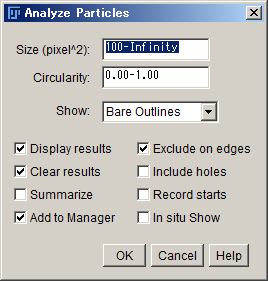 Analyze Particles
Size (pixel^2): 100-Infinity
Circularity: 0.00-1.00
Show: Bare Outlines
Display results Exclude on edges
Clear results Include holes
Summarize Record starts
Add to Manager In situ Show
OK Cancel Help